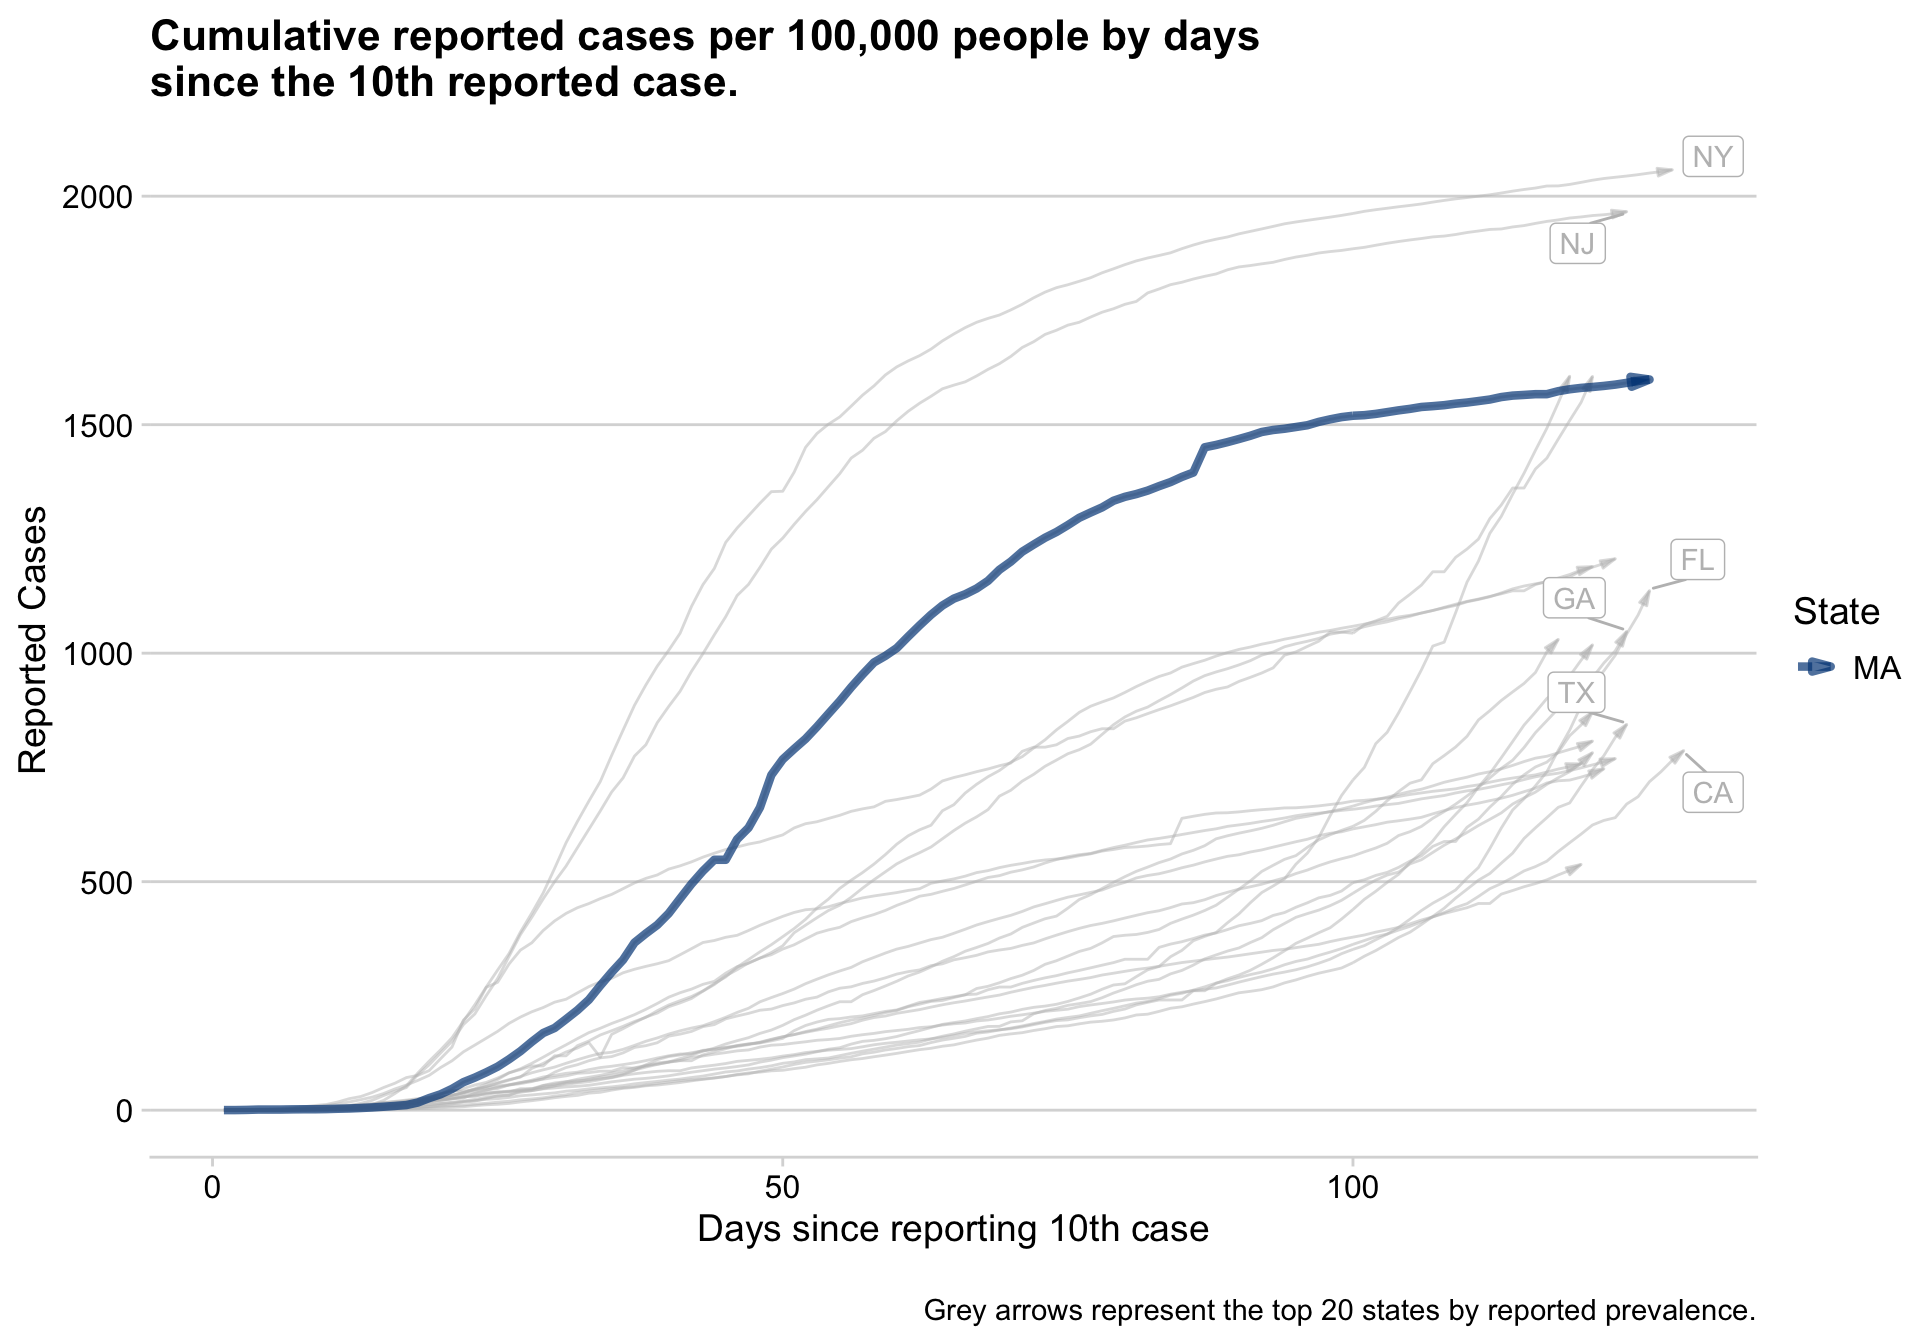 Cumulative reported cases per 100,000 people by days
since the 10th reported case.
Reported Cases
2000
1500
1000
500
0
NY
NJ
FL
GA
TX
CA
State
MA
0
50
100
Days since reporting 10th case
Grey arrows represent the top 20 states by reported prevalence.